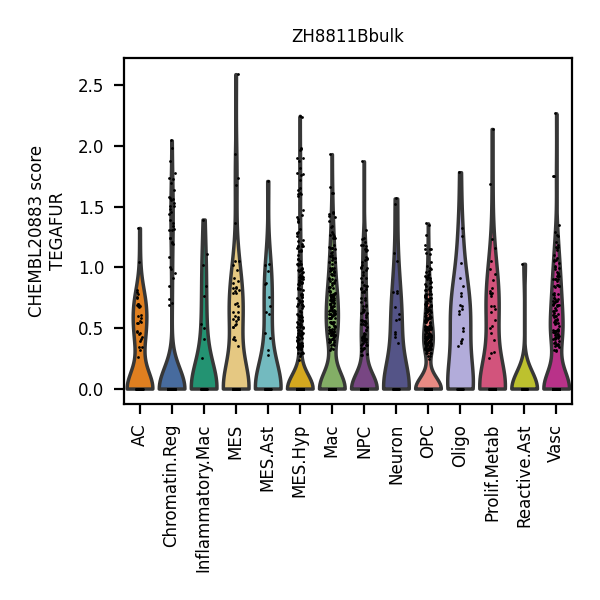 ZH8811Bbulk
CHEMBL20883 score
TEGAFUR
2.5
2.0
1.5
1.0
0.5
0.0
AC
Chromatin.Reg
Inflammatory.Mac
MES
MES.Ast
MES.Hyp
Mac
NPC
Neuron
OPC
Oligo
Prolif.Metab
Reactive.Ast
Vasc